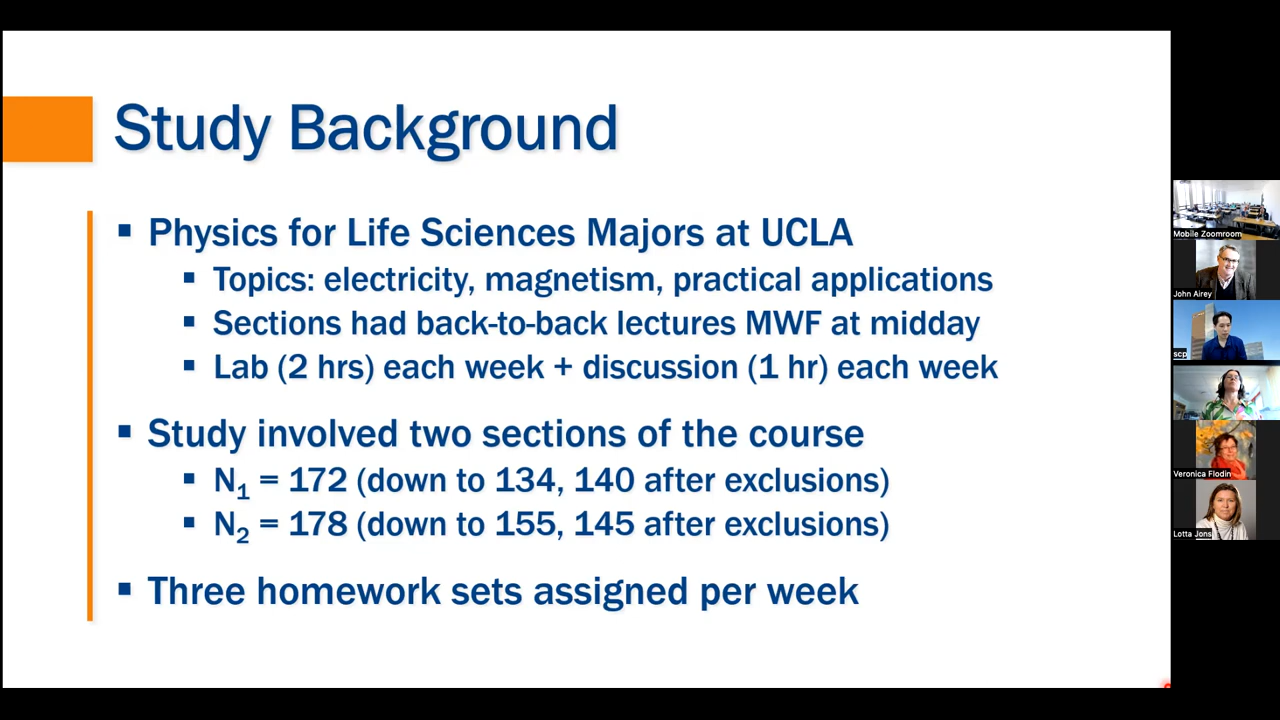 Study Background
▪ Physics for Life Sciences Majors at UCLA
▪ Topics: electricity, magnetism, practical applications
▪ Sections had back-to-back lectures MWF at midday
▪ Lab (2 hrs) each week + discussion (1 hr) each week
▪ Study involved two sections of the course
▪ N₁ = 172 (down to 134, 140 after exclusions)
▪ N₂ = 178 (down to 155, 145 after exclusions)
▪ Three homework sets assigned per week
Mobile Zoomroom
John Airey
scp
Veronica Flodin
Lotta Jons